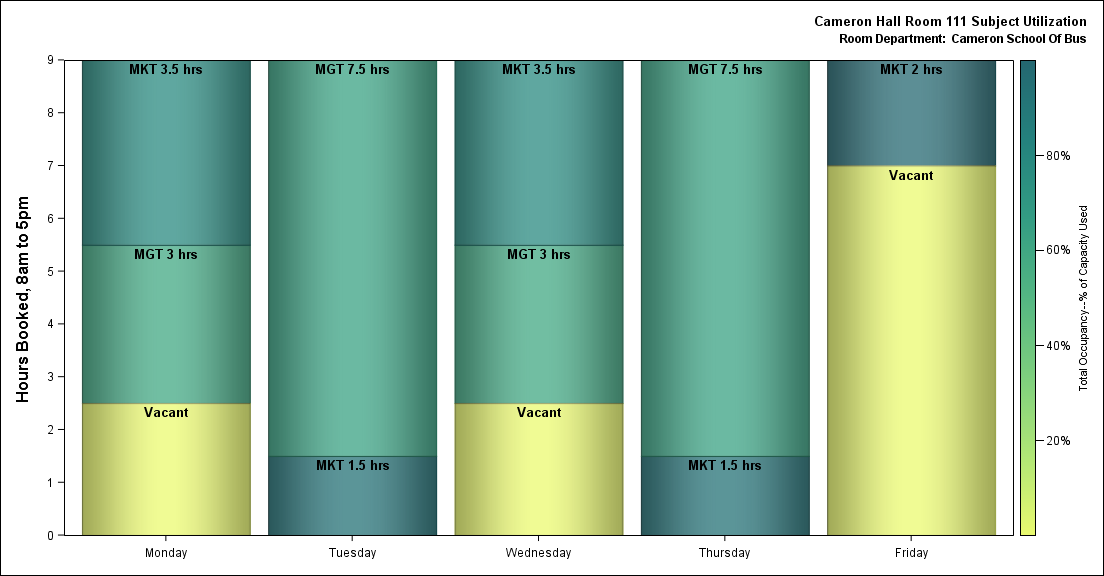 Cameron Hall Room 111 Subject Utilization
Room Department: Cameron School Of Bus
Hours Booked, 8am to 5pm
9
8
7
6
5
4
3
2
1
0
MKT 3.5 hrs
MGT 3 hrs
Vacant
MGT 7.5 hrs
MKT 1.5 hrs
MKT 3.5 hrs
MGT 3 hrs
Vacant
MGT 7.5 hrs
MKT 1.5 hrs
MKT 2 hrs
Vacant
Monday
Tuesday
Wednesday
Thursday
Friday
80%
60%
40%
20%
Total Occupancy--% of Capacity Used